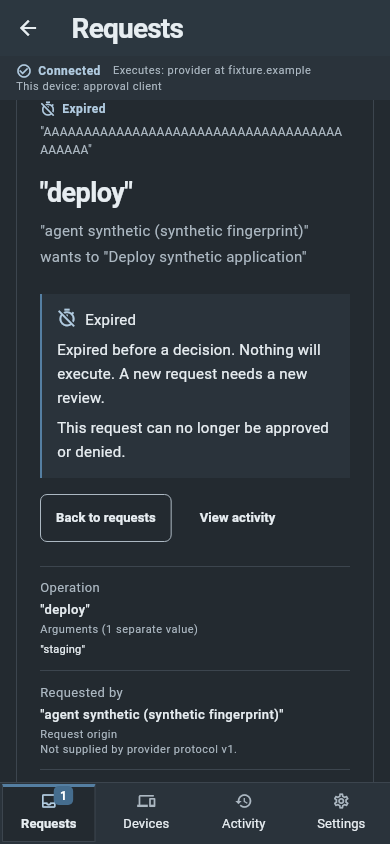 Requests
Connected Executes: provider at fixture.example
This device: approval client
Expired
"AAAAAAAAAAAAAAAAAAAAAAAAAAAAAAAAAAAAA
AAAAAA"
"deploy"
"agent synthetic (synthetic fingerprint)"
wants to "Deploy synthetic application"
Expired
Expired before a decision. Nothing will
execute. A new request needs a new
review.
This request can no longer be approved
or denied.
Back to requests View activity
Operation
"deploy"
Arguments (1 separate value)
"staging"
Requested by
"agent synthetic (synthetic fingerprint)"
Request origin
Not supplied by provider protocol v1.
1
Requests Devices Activity Settings